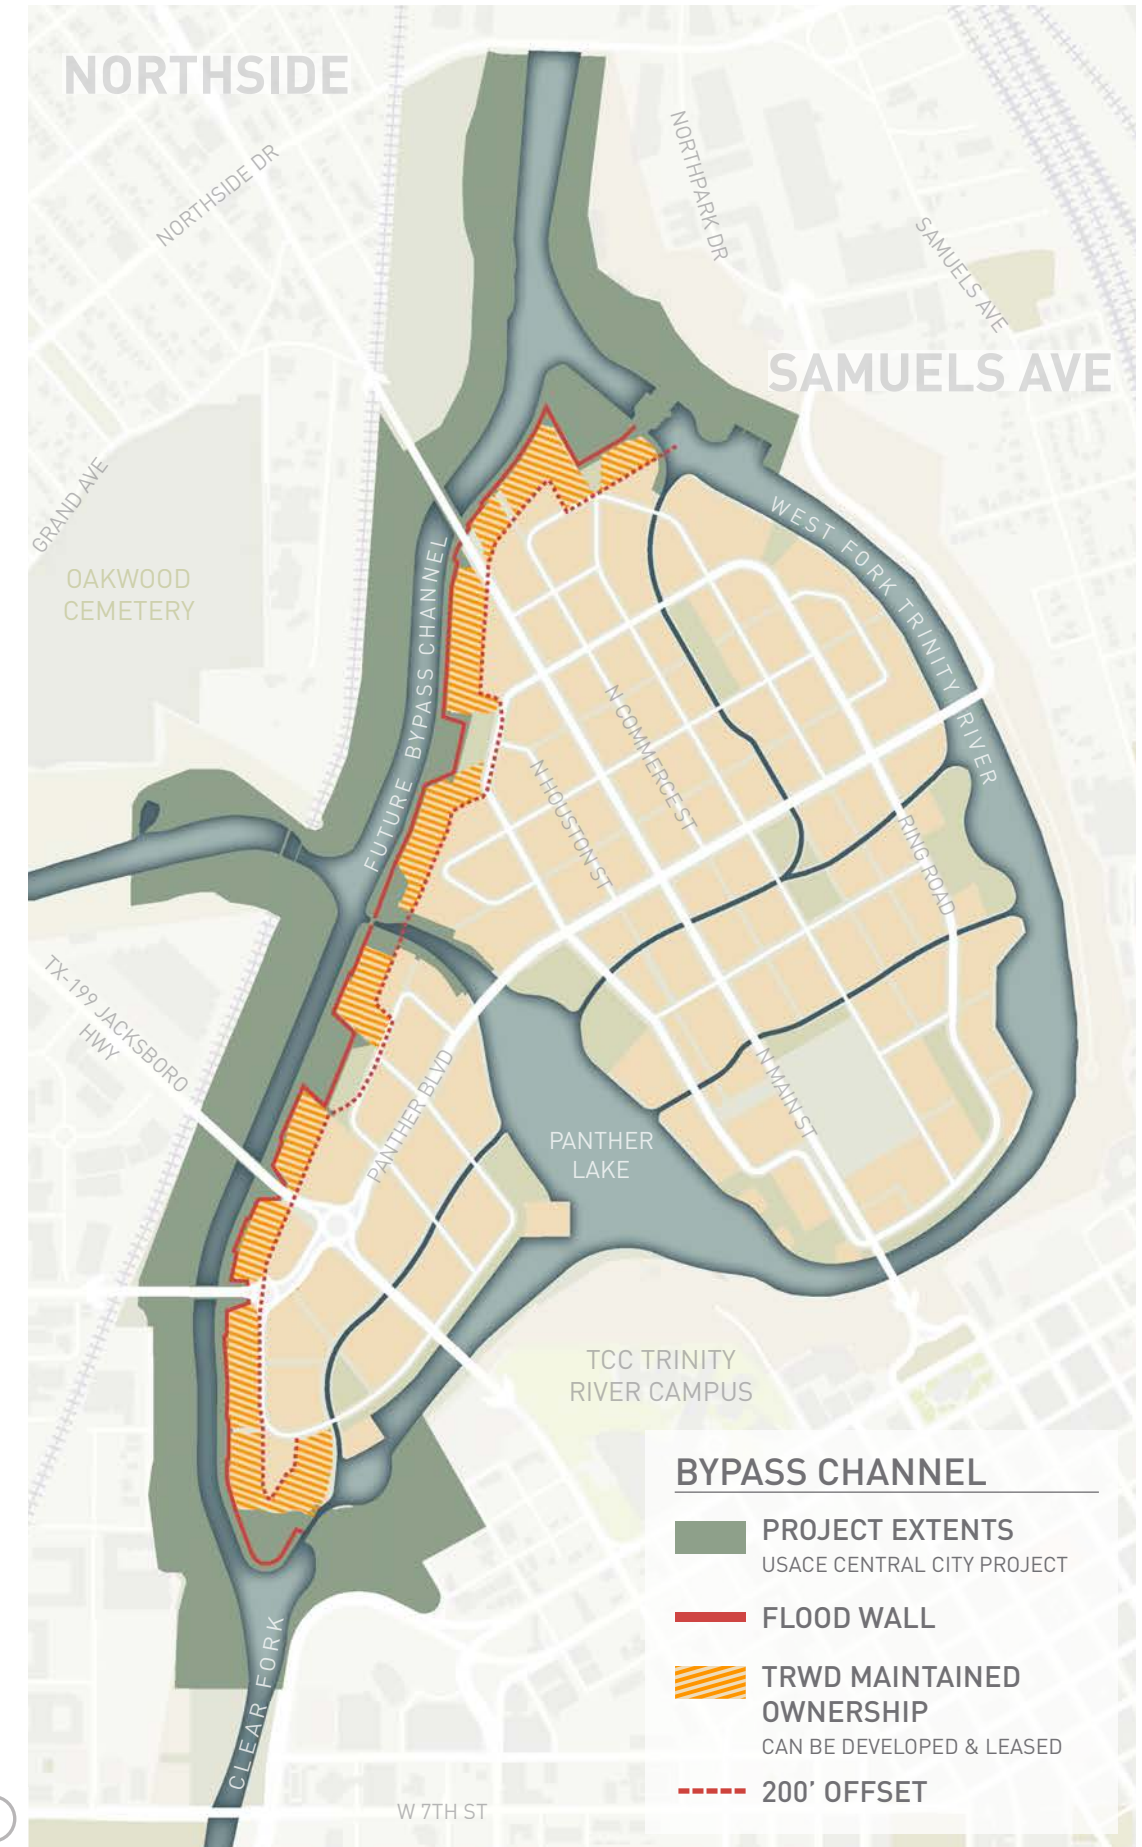 NORTHSIDE
NORTHSIDE DR
NORTHPARK DR
SAMUELS AVE
SAMUELS AVE
GRAND AVE
OAKWOOD
CEMETERY
WEST FORK TRINITY RIVER
FUTURE BYPASS CHANNEL
N COMMERCE ST
N HOUSTON ST
RING ROAD
TX-199 JACKSBORO
HWY
PANTHER BLVD
N MAIN ST
PANTHER
LAKE
TCC TRINITY
RIVER CAMPUS
CLEAR FORK
W 7TH ST
BYPASS CHANNEL
PROJECT EXTENTS
USACE CENTRAL CITY PROJECT
FLOOD WALL
TRWD MAINTAINED
OWNERSHIP
CAN BE DEVELOPED & LEASED
200' OFFSET